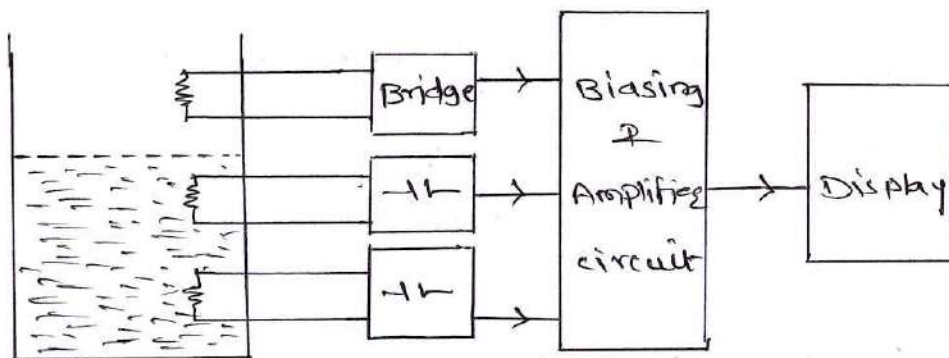 Bridge
-||-
-||-
Biasing
&
Amplifier
circuit
Display